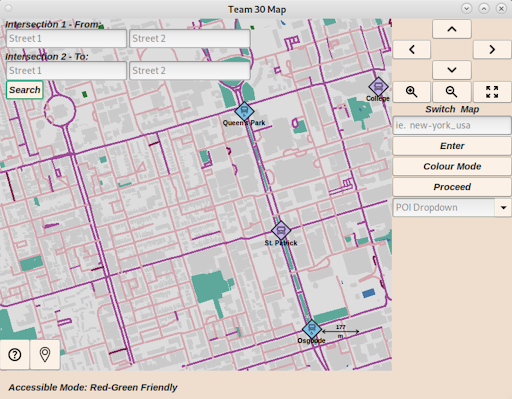 Team 30 Map
Intersection 1 - From:
Street 1 Street 2
Intersection 2 - To:
Street 1 Street 2
Search
College
Queen's Park
St. Patrick
Osgoode
177
m
Switch Map
ie. new-york_usa
Enter
Colour Mode
Proceed
POI Dropdown
?
Accessible Mode: Red-Green Friendly